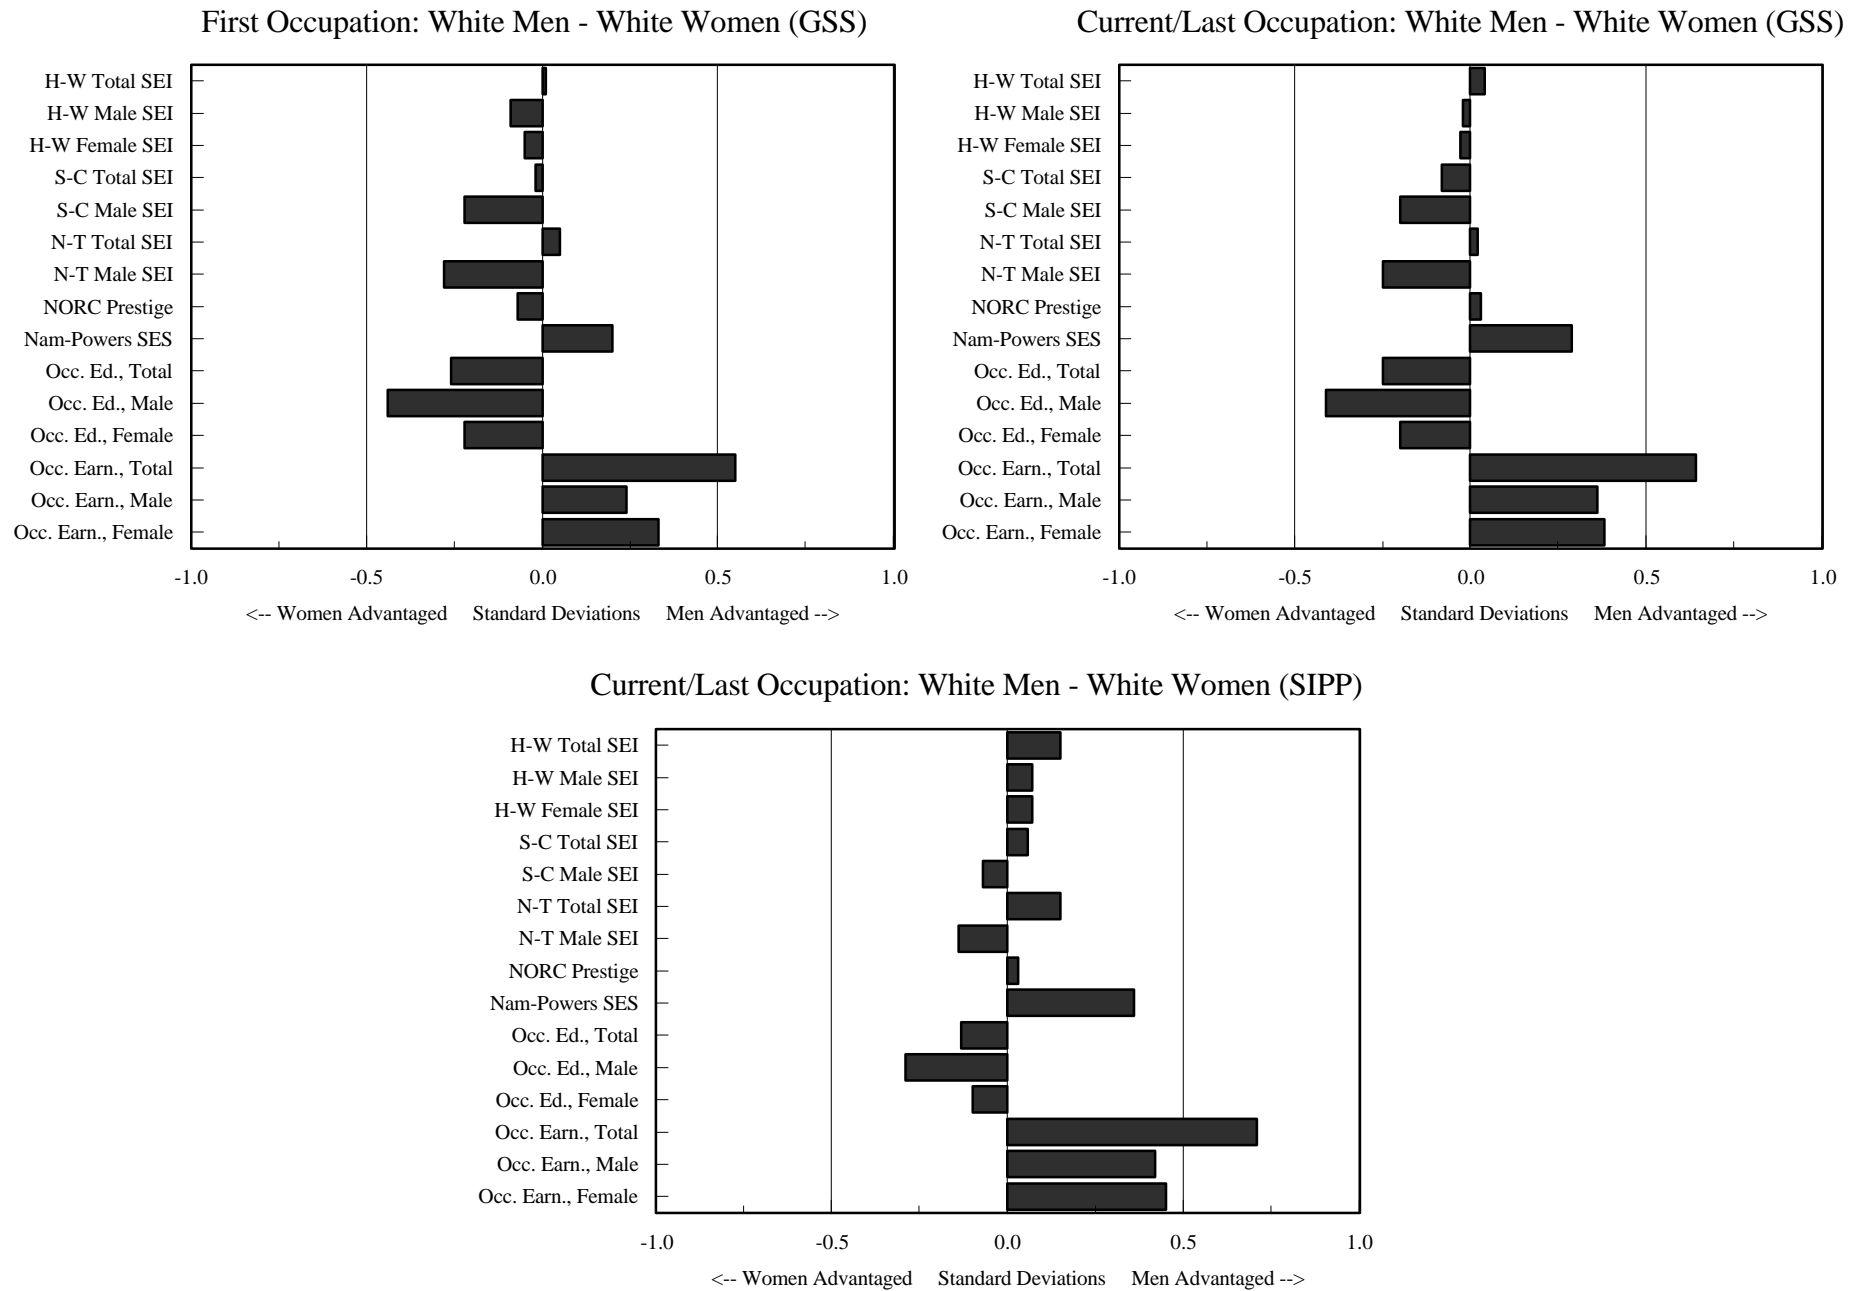 First Occupation: White Men - White Women (GSS)
H-W Total SEI
H-W Male SEI
H-W Female SEI
S-C Total SEI
S-C Male SEI
N-T Total SEI
N-T Male SEI
NORC Prestige
Nam-Powers SES
Occ. Ed., Total
Occ. Ed., Male
Occ. Ed., Female
Occ. Earn., Total
Occ. Earn., Male
Occ. Earn., Female
-1.0 -0.5 0.0 0.5 1.0
<-- Women Advantaged Standard Deviations Men Advantaged -->
Current/Last Occupation: White Men - White Women (GSS)
H-W Total SEI
H-W Male SEI
H-W Female SEI
S-C Total SEI
S-C Male SEI
N-T Total SEI
N-T Male SEI
NORC Prestige
Nam-Powers SES
Occ. Ed., Total
Occ. Ed., Male
Occ. Ed., Female
Occ. Earn., Total
Occ. Earn., Male
Occ. Earn., Female
-1.0 -0.5 0.0 0.5 1.0
<-- Women Advantaged Standard Deviations Men Advantaged -->
Current/Last Occupation: White Men - White Women (SIPP)
H-W Total SEI
H-W Male SEI
H-W Female SEI
S-C Total SEI
S-C Male SEI
N-T Total SEI
N-T Male SEI
NORC Prestige
Nam-Powers SES
Occ. Ed., Total
Occ. Ed., Male
Occ. Ed., Female
Occ. Earn., Total
Occ. Earn., Male
Occ. Earn., Female
-1.0 -0.5 0.0 0.5 1.0
<-- Women Advantaged Standard Deviations Men Advantaged -->